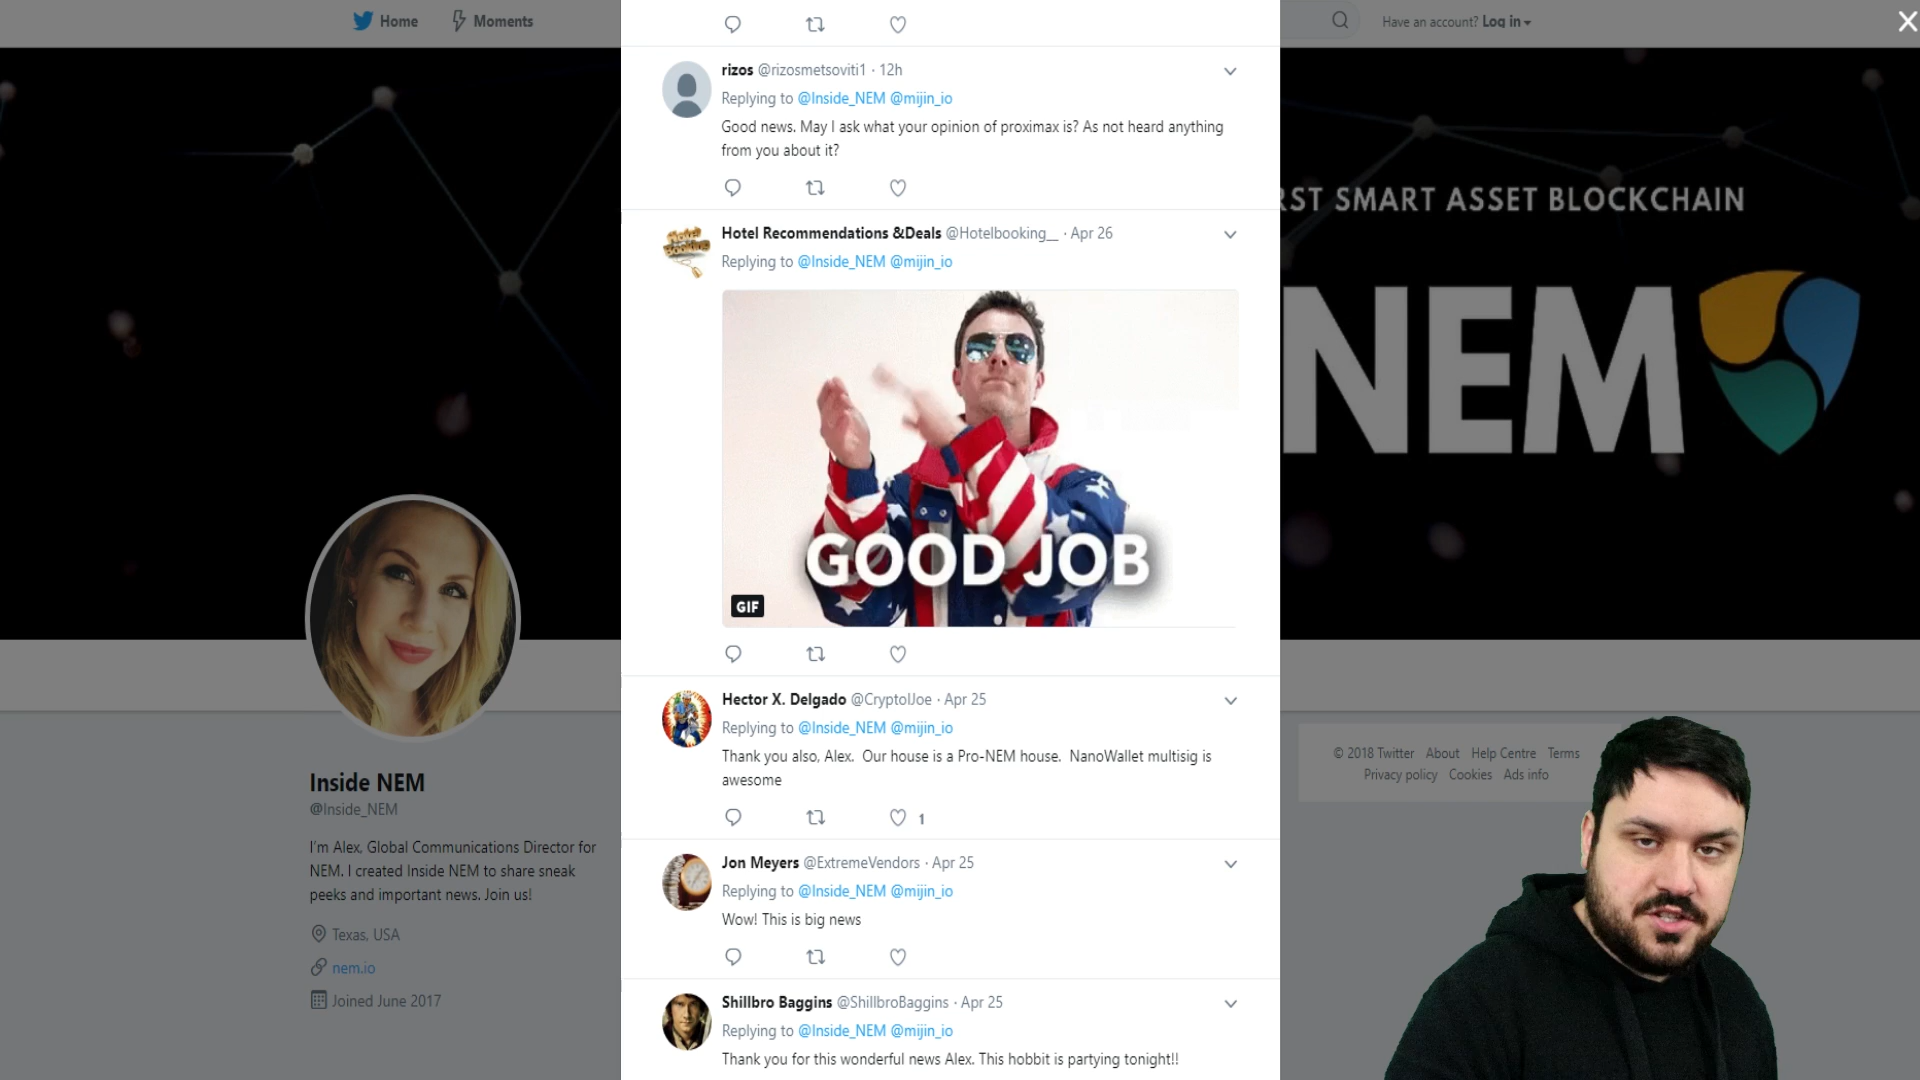 Home
Moments
Have an account? Log in
rizos @rizosmetsoviti1 · 12h
Replying to @Inside_NEM @mijin_io
Good news. May I ask what your opinion of proximax is? As not heard anything
from you about it?
Hotel Recommendations &Deals @Hotelbooking__ · Apr 26
Replying to @Inside_NEM @mijin_io
Hotel
Booking
GOOD JOB
GIF
RST SMART ASSET BLOCKCHAIN
NEM
Hector X. Delgado @CryptoIJoe · Apr 25
Replying to @Inside_NEM @mijin_io
Thank you also, Alex. Our house is a Pro-NEM house. NanoWallet multisig is
awesome
1
Jon Meyers @ExtremeVendors · Apr 25
Replying to @Inside_NEM @mijin_io
Wow! This is big news
Shillbro Baggins @ShillbroBaggins · Apr 25
Replying to @Inside_NEM @mijin_io
Thank you for this wonderful news Alex. This hobbit is partying tonight!!
Inside NEM
@Inside_NEM
I'm Alex, Global Communications Director for
NEM. I created Inside NEM to share sneak
peeks and important news. Join us!
Texas, USA
nem.io
Joined June 2017
© 2018 Twitter About Help Centre Terms
Privacy policy Cookies Ads info